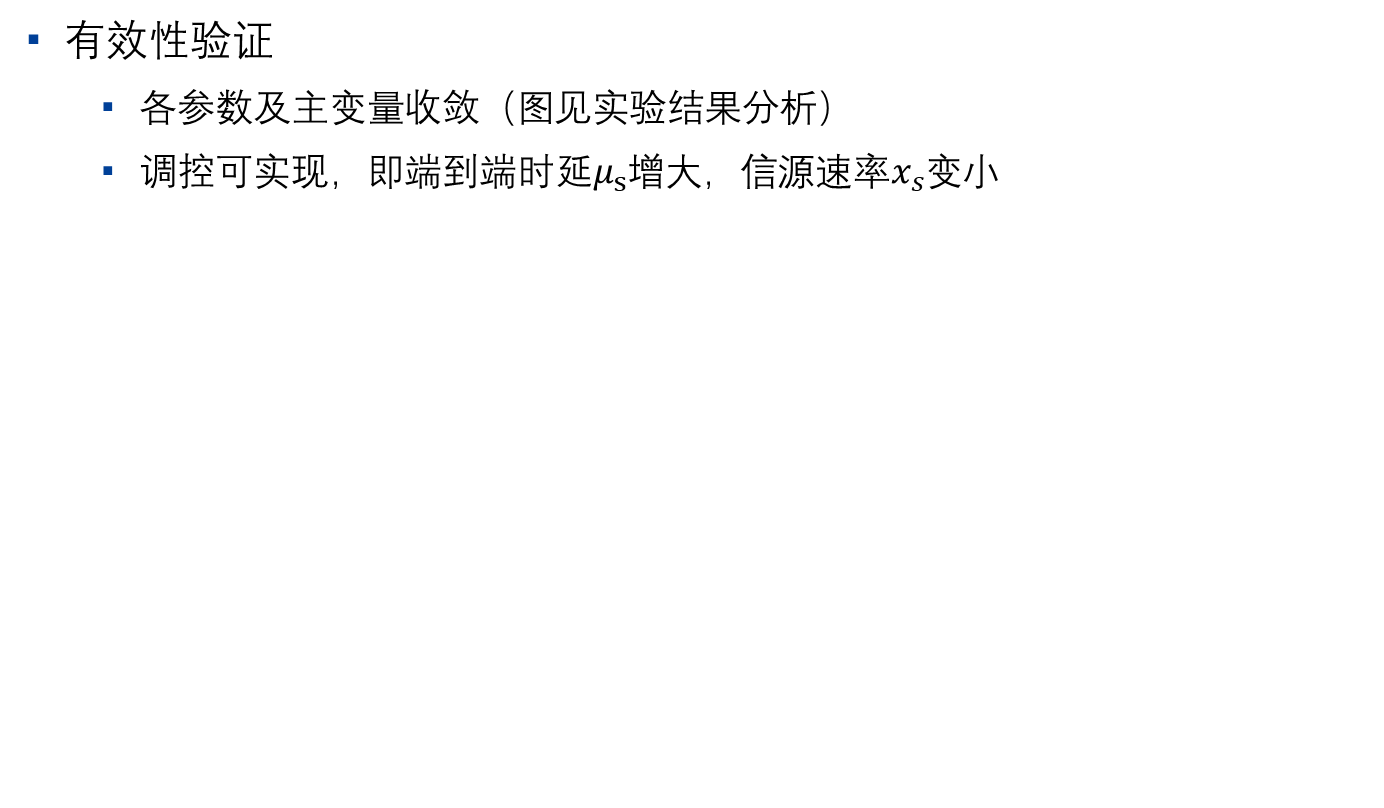 ▪ 有效性验证
▪ 各参数及主变量收敛（图见实验结果分析）
▪ 调控可实现，即端到端时延μₛ增大，信源速率xₛ变小